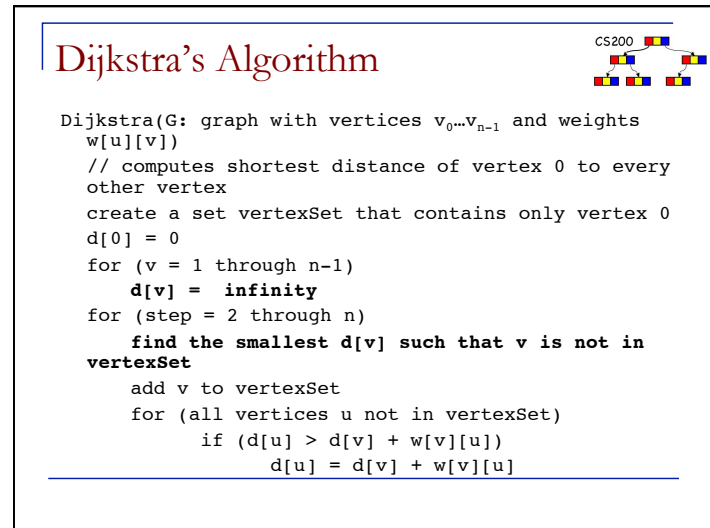 CS200
Dijkstra's Algorithm
Dijkstra(G: graph with vertices v₀…vₙ₋₁ and weights
w[u][v])
// computes shortest distance of vertex 0 to every
other vertex
create a set vertexSet that contains only vertex 0
d[0] = 0
for (v = 1 through n-1)
d[v] = infinity
for (step = 2 through n)
find the smallest d[v] such that v is not in
vertexSet
add v to vertexSet
for (all vertices u not in vertexSet)
if (d[u] > d[v] + w[v][u])
d[u] = d[v] + w[v][u]